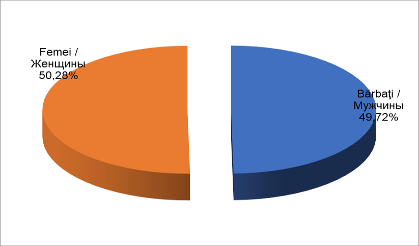 Femei /
Женщины
50,28%
Bărbaţi /
Мужчины
49,72%